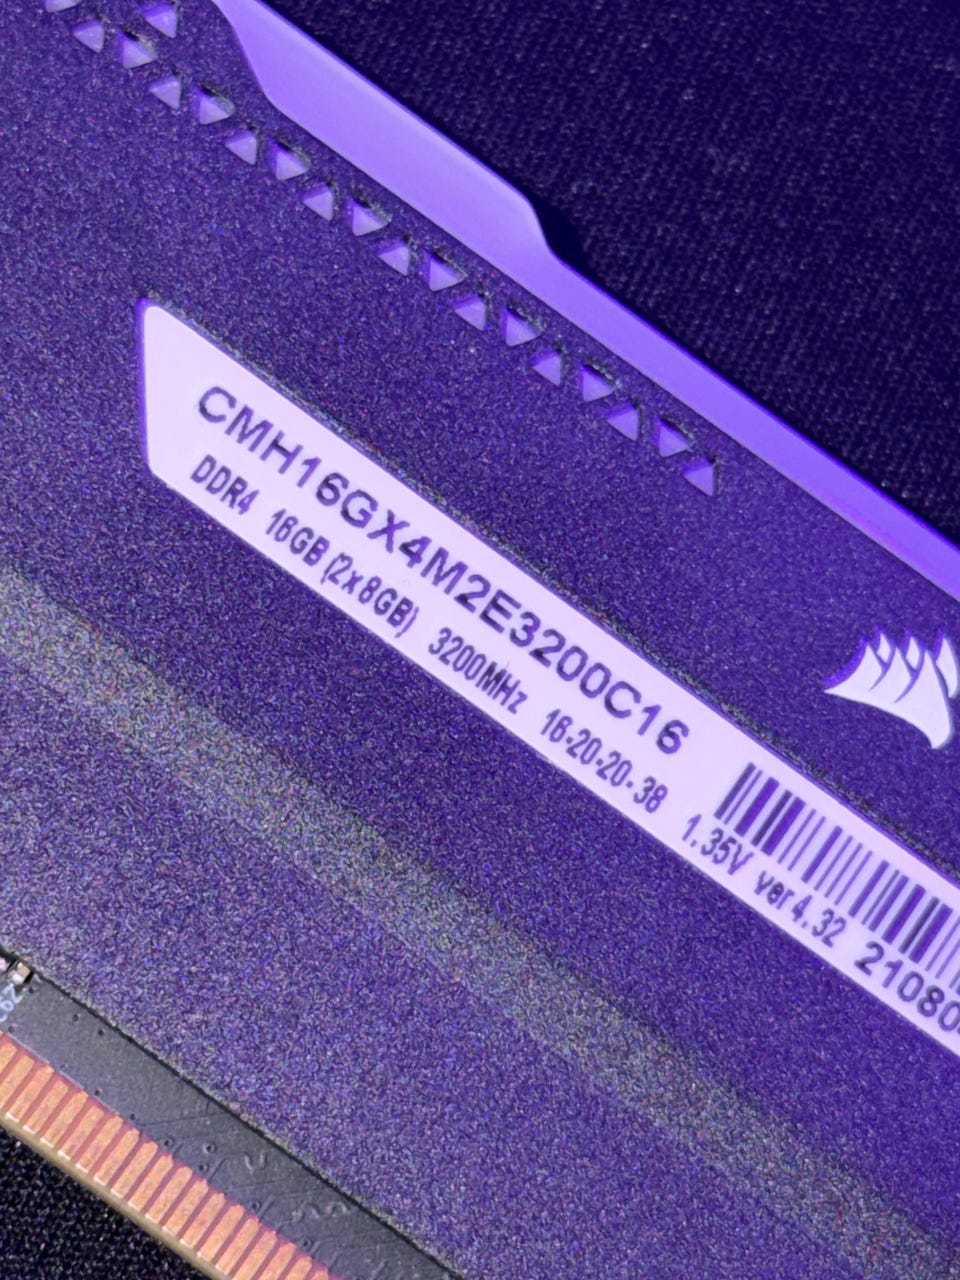 CMH16GX4M2E3200C16
DDR4 16GB (2x8GB) 3200MHz 16-20-20-38 1.35V ver4.32